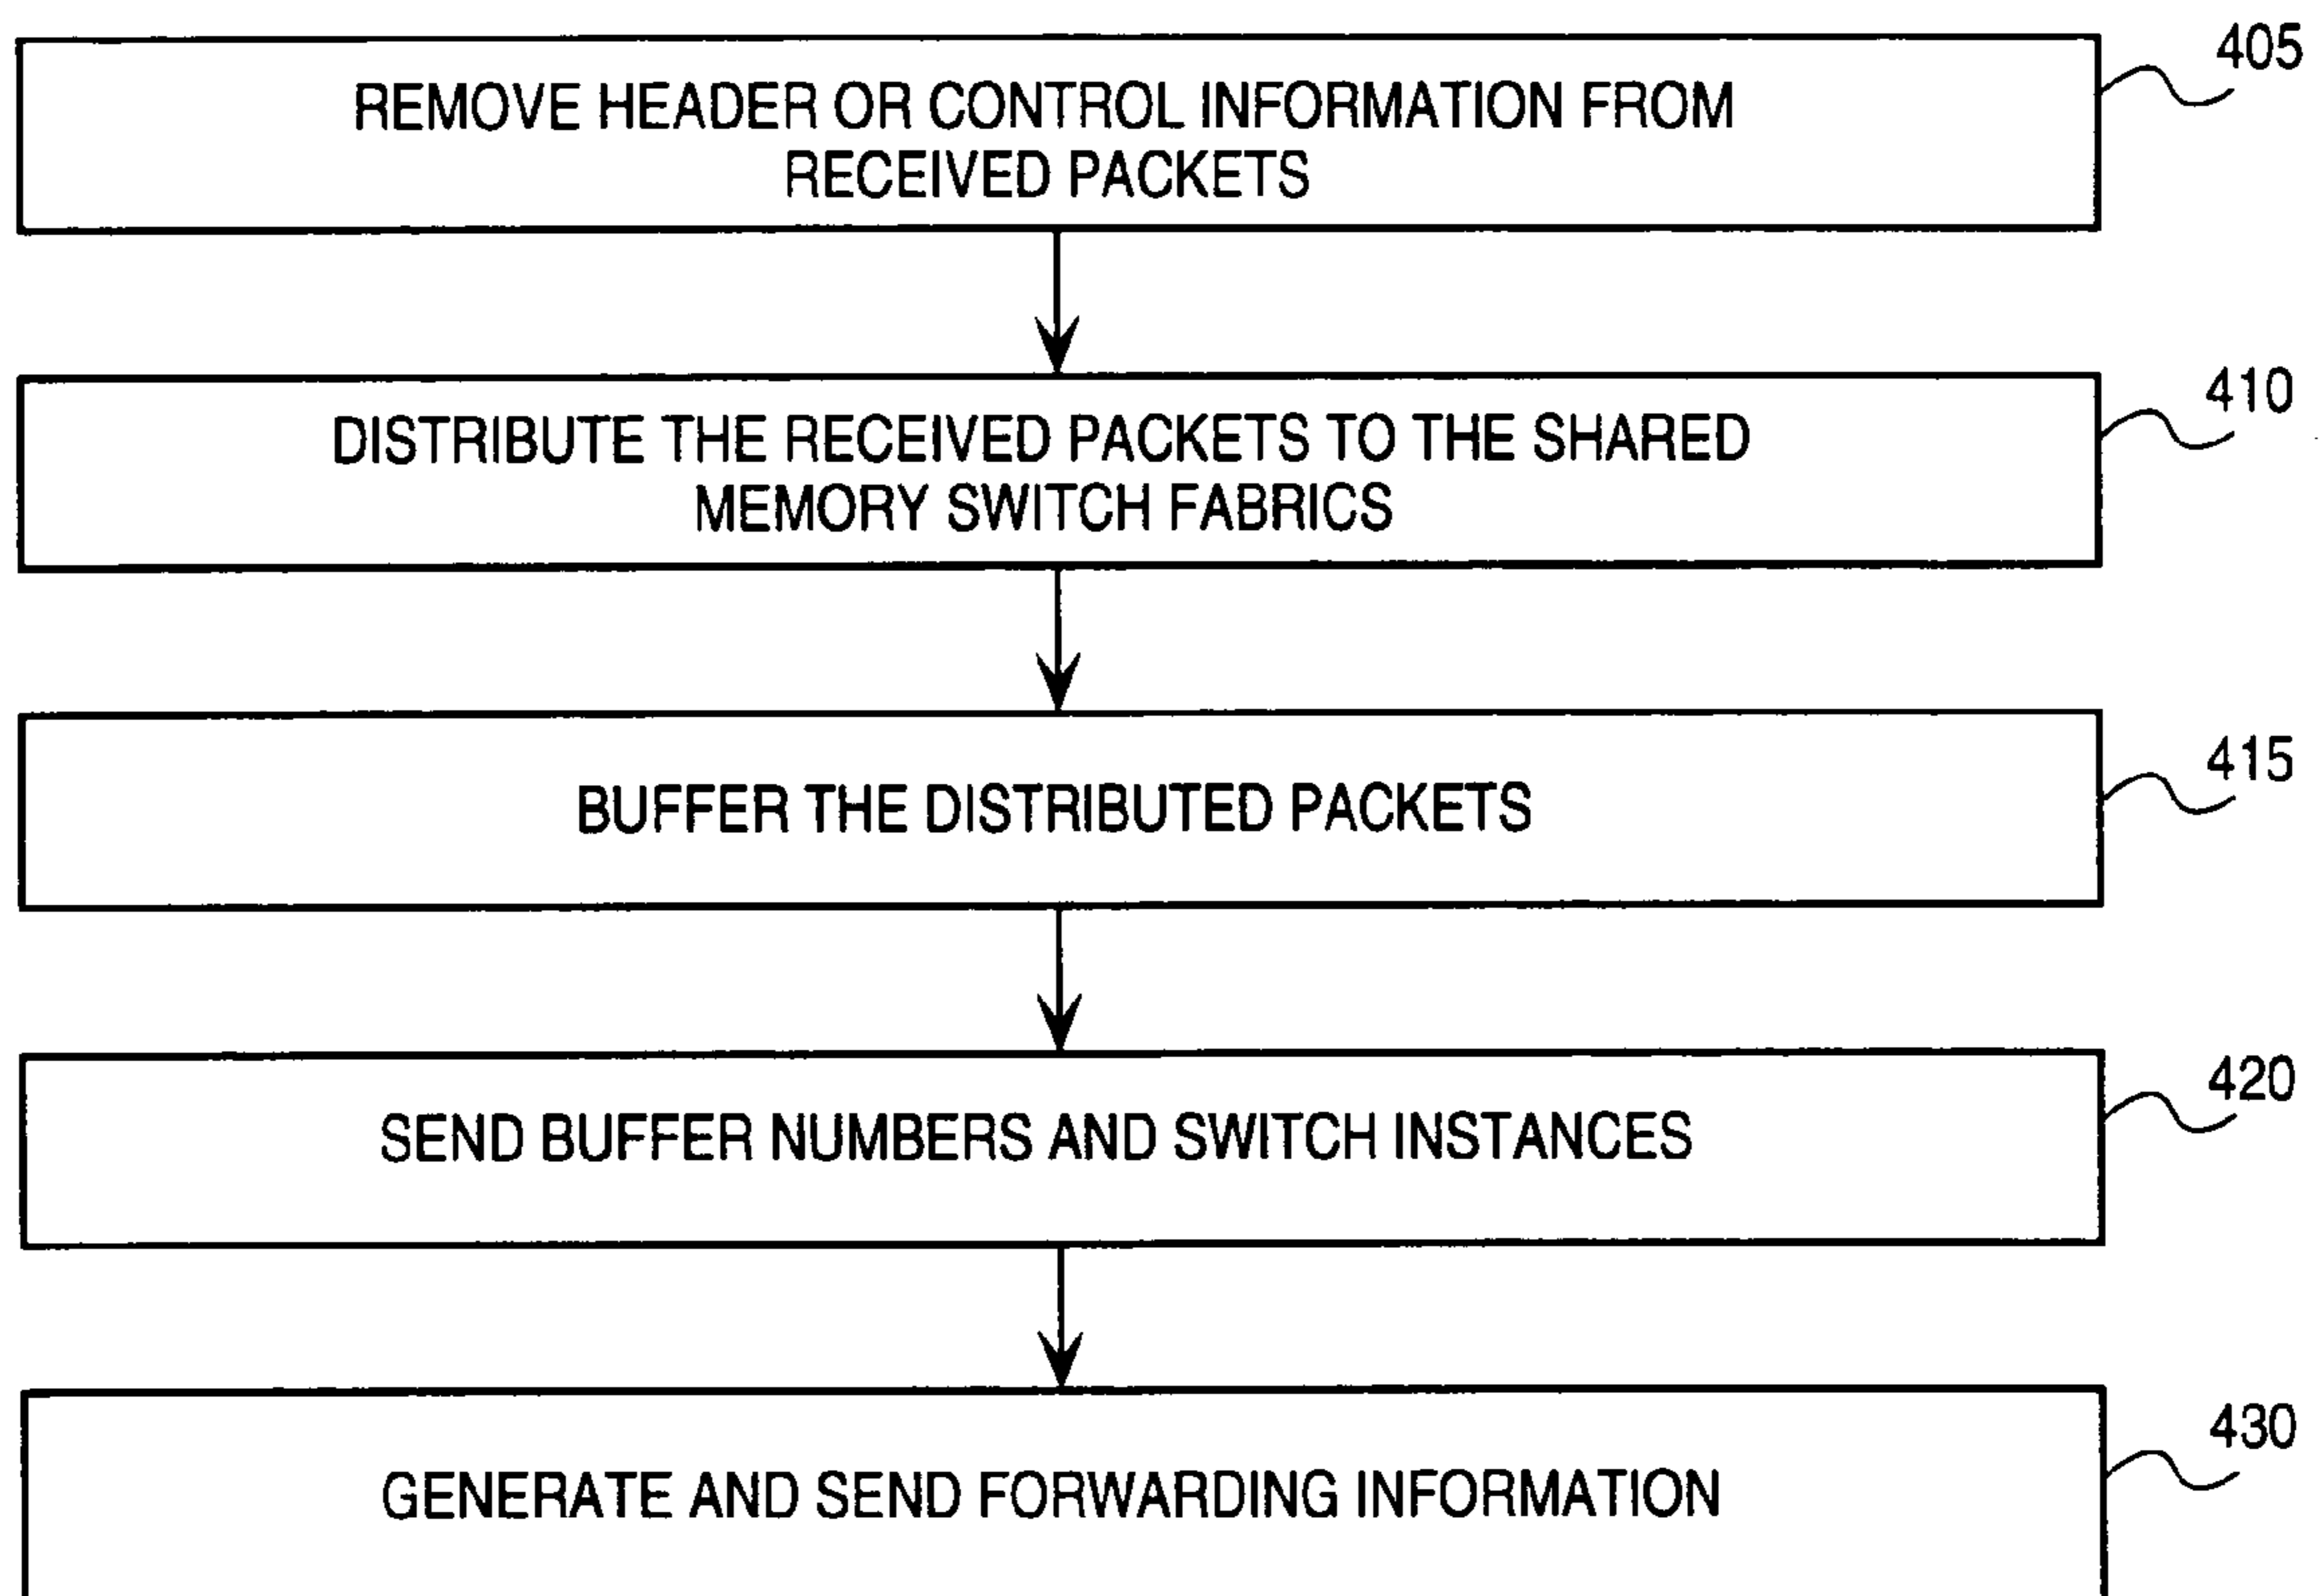 405
REMOVE HEADER OR CONTROL INFORMATION FROM
RECEIVED PACKETS
410
DISTRIBUTE THE RECEIVED PACKETS TO THE SHARED
MEMORY SWITCH FABRICS
415
BUFFER THE DISTRIBUTED PACKETS
420
SEND BUFFER NUMBERS AND SWITCH INSTANCES
430
GENERATE AND SEND FORWARDING INFORMATION